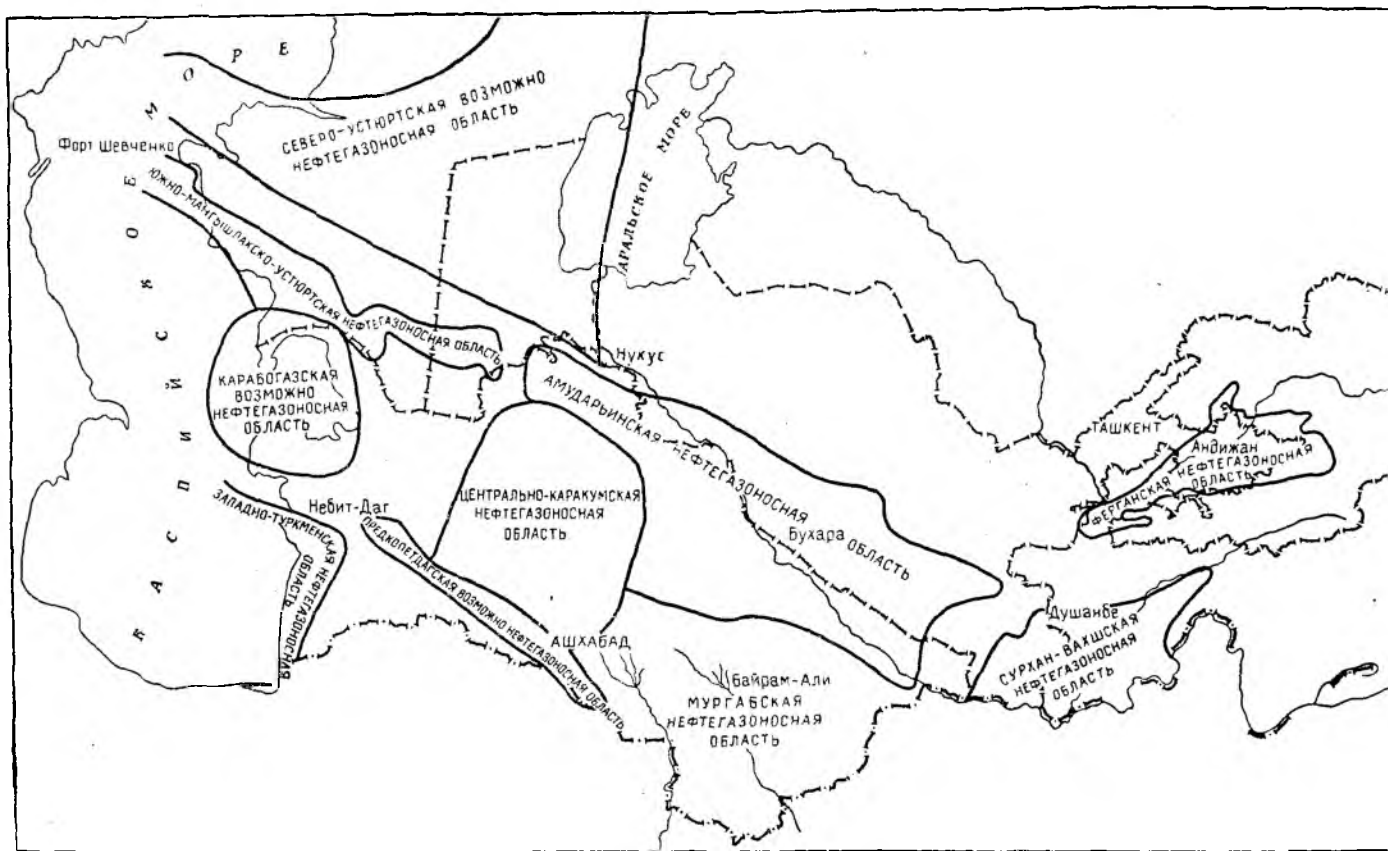 КАСПИЙСКОЕ МОРЕ
СЕВЕРО-УСТЮРТСКАЯ ВОЗМОЖНО
НЕФТЕГАЗОНОСНАЯ ОБЛАСТЬ
Форт Шевченко
АРАЛЬСКОЕ МОРЕ
ЮЖНО-МАНГЫШЛАКСКО-УСТЮРТСКАЯ НЕФТЕГАЗОНОСНАЯ ОБЛАСТЬ
Нукус
КАРАБОГАЗСКАЯ
ВОЗМОЖНО
НЕФТЕГАЗОНОСНАЯ
ОБЛАСТЬ
АМУДАРЬИНСКАЯ НЕФТЕГАЗОНОСНАЯ ОБЛАСТЬ
ТАШКЕНТ
Андижан
ФЕРГАНСКАЯ НЕФТЕГАЗОНОСНАЯ
ОБЛАСТЬ
Небит-Даг
ЗАПАДНО-ТУРКМЕНСКАЯ НЕФТЕГАЗОНОСНАЯ
ОБЛАСТЬ
ЦЕНТРАЛЬНО-КАРАКУМСКАЯ
НЕФТЕГАЗОНОСНАЯ
ОБЛАСТЬ
ПРЕДКОПЕТДАГСКАЯ ВОЗМОЖНО НЕФТЕГАЗОНОСНАЯ ОБЛАСТЬ
Бухара
АШХАБАД
Душанбе
СУРХАН-ВАХШСКАЯ
НЕФТЕГАЗОНОСНАЯ
ОБЛАСТЬ
Байрам-Али
МУРГАБСКАЯ
НЕФТЕГАЗОНОСНАЯ
ОБЛАСТЬ